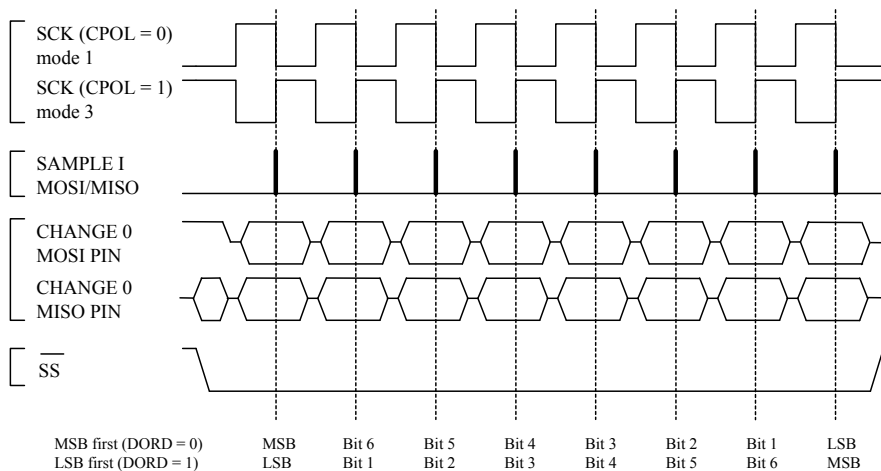 SCK (CPOL = 0)
mode 1
SCK (CPOL = 1)
mode 3
SAMPLE I
MOSI/MISO
CHANGE 0
MOSI PIN
CHANGE 0
MISO PIN
SS
MSB first (DORD = 0) MSB Bit 6 Bit 5 Bit 4 Bit 3 Bit 2 Bit 1 LSB
LSB first (DORD = 1) LSB Bit 1 Bit 2 Bit 3 Bit 4 Bit 5 Bit 6 MSB